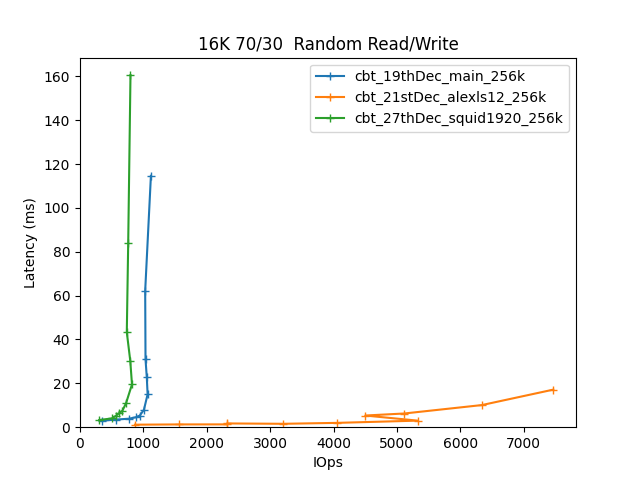 16K 70/30  Random Read/Write
cbt_19thDec_main_256k
cbt_21stDec_alexls12_256k
cbt_27thDec_squid1920_256k
Latency (ms)
160
140
120
100
80
60
40
20
0
0 1000 2000 3000 4000 5000 6000 7000
IOps